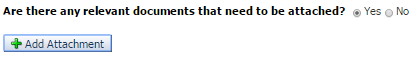 Are there any relevant documents that need to be attached? Yes No
Add Attachment